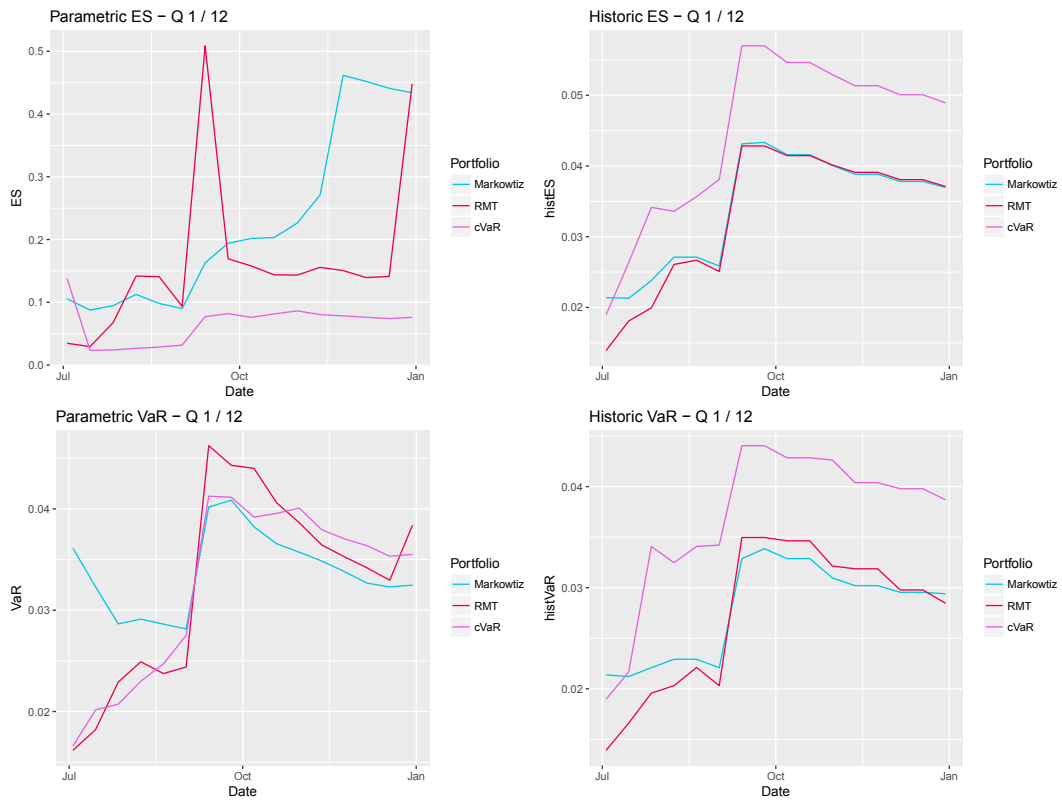 Parametric ES − Q 1 / 12
0.5
0.4
0.3
0.2
0.1
0.0
ES
Jul
Oct
Jan
Date
Portfolio
Markowtiz
RMT
cVaR
Historic ES − Q 1 / 12
0.05
0.04
0.03
0.02
histES
Jul
Oct
Jan
Date
Portfolio
Markowtiz
RMT
cVaR
Parametric VaR − Q 1 / 12
0.04
0.03
0.02
VaR
Jul
Oct
Jan
Date
Portfolio
Markowtiz
RMT
cVaR
Historic VaR − Q 1 / 12
0.04
0.03
0.02
histVaR
Jul
Oct
Jan
Date
Portfolio
Markowtiz
RMT
cVaR